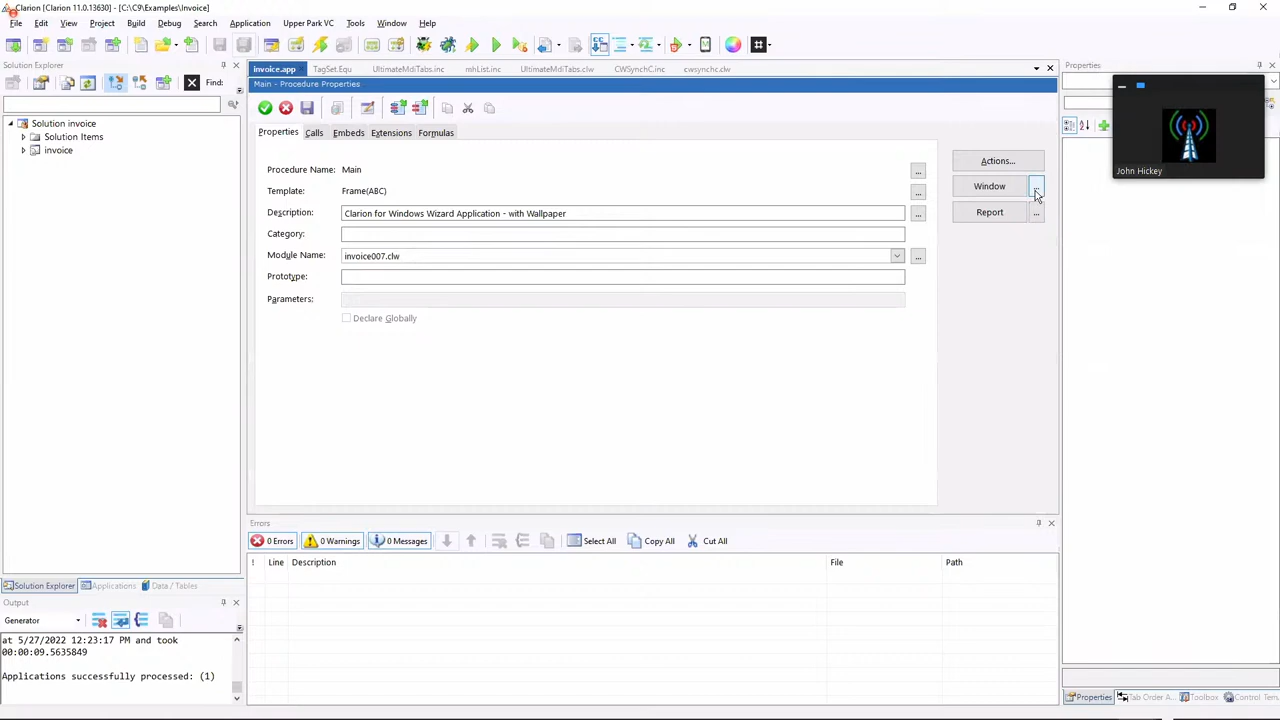 Clarion [Clarion 11.0.13630] - [C:\C9\Examples\Invoice]
File Edit View Project Build Debug Search Application Upper Park VC Tools Window Help
Solution Explorer
Find:
Solution invoice
Solution Items
invoice
invoice.app TagSet.Equ UltimateMdiTabs.inc mhList.inc UltimateMdiTabs.clw CWSynchC.inc cwsynchc.clw
Main - Procedure Properties
Properties Calls Embeds Extensions Formulas
Procedure Name: Main ...
Template: Frame(ABC) ...
Description: Clarion for Windows Wizard Application - with Wallpaper ...
Category:
Module Name: invoice007.clw ...
Prototype:
Parameters:
Declare Globally
Actions...
Window ...
Report ...
Properties
John Hickey
Errors
0 Errors 0 Warnings 0 Messages Select All Copy All Cut All
! Line Description File Path
Solution Explorer Applications Data / Tables
Output
Generator
at 5/27/2022 12:23:17 PM and took
00:00:09.5635849
Applications successfully processed: (1)
Properties Tab Order A... Toolbox Control Tem